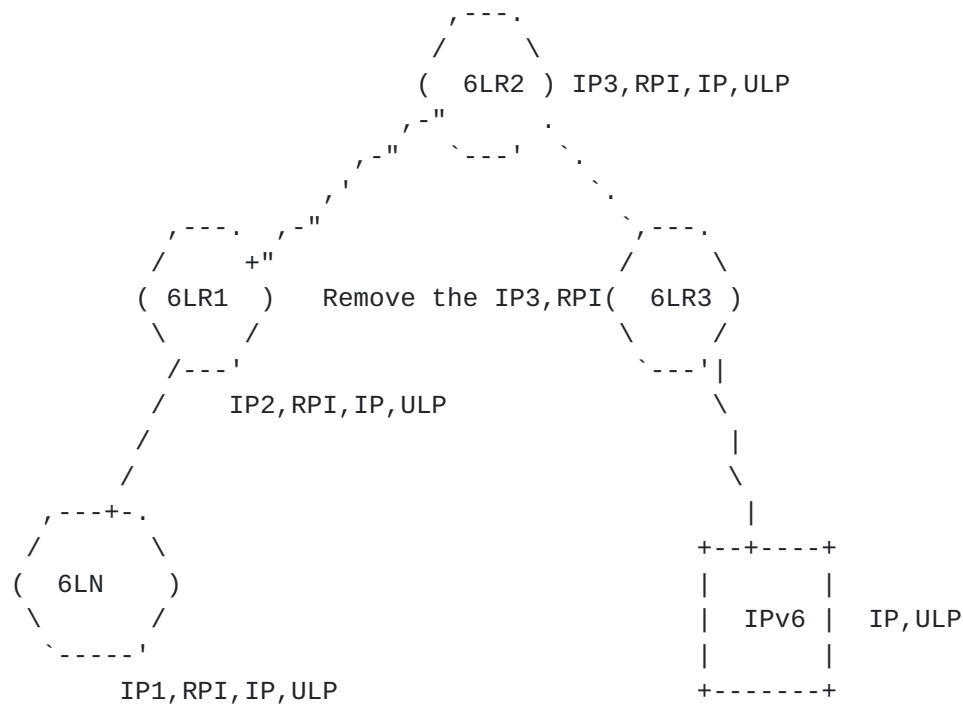 6LR2 IP3,RPI,IP,ULP
6LR1 Remove the IP3,RPI 6LR3
IP2,RPI,IP,ULP
6LN
IPv6 IP,ULP
IP1,RPI,IP,ULP